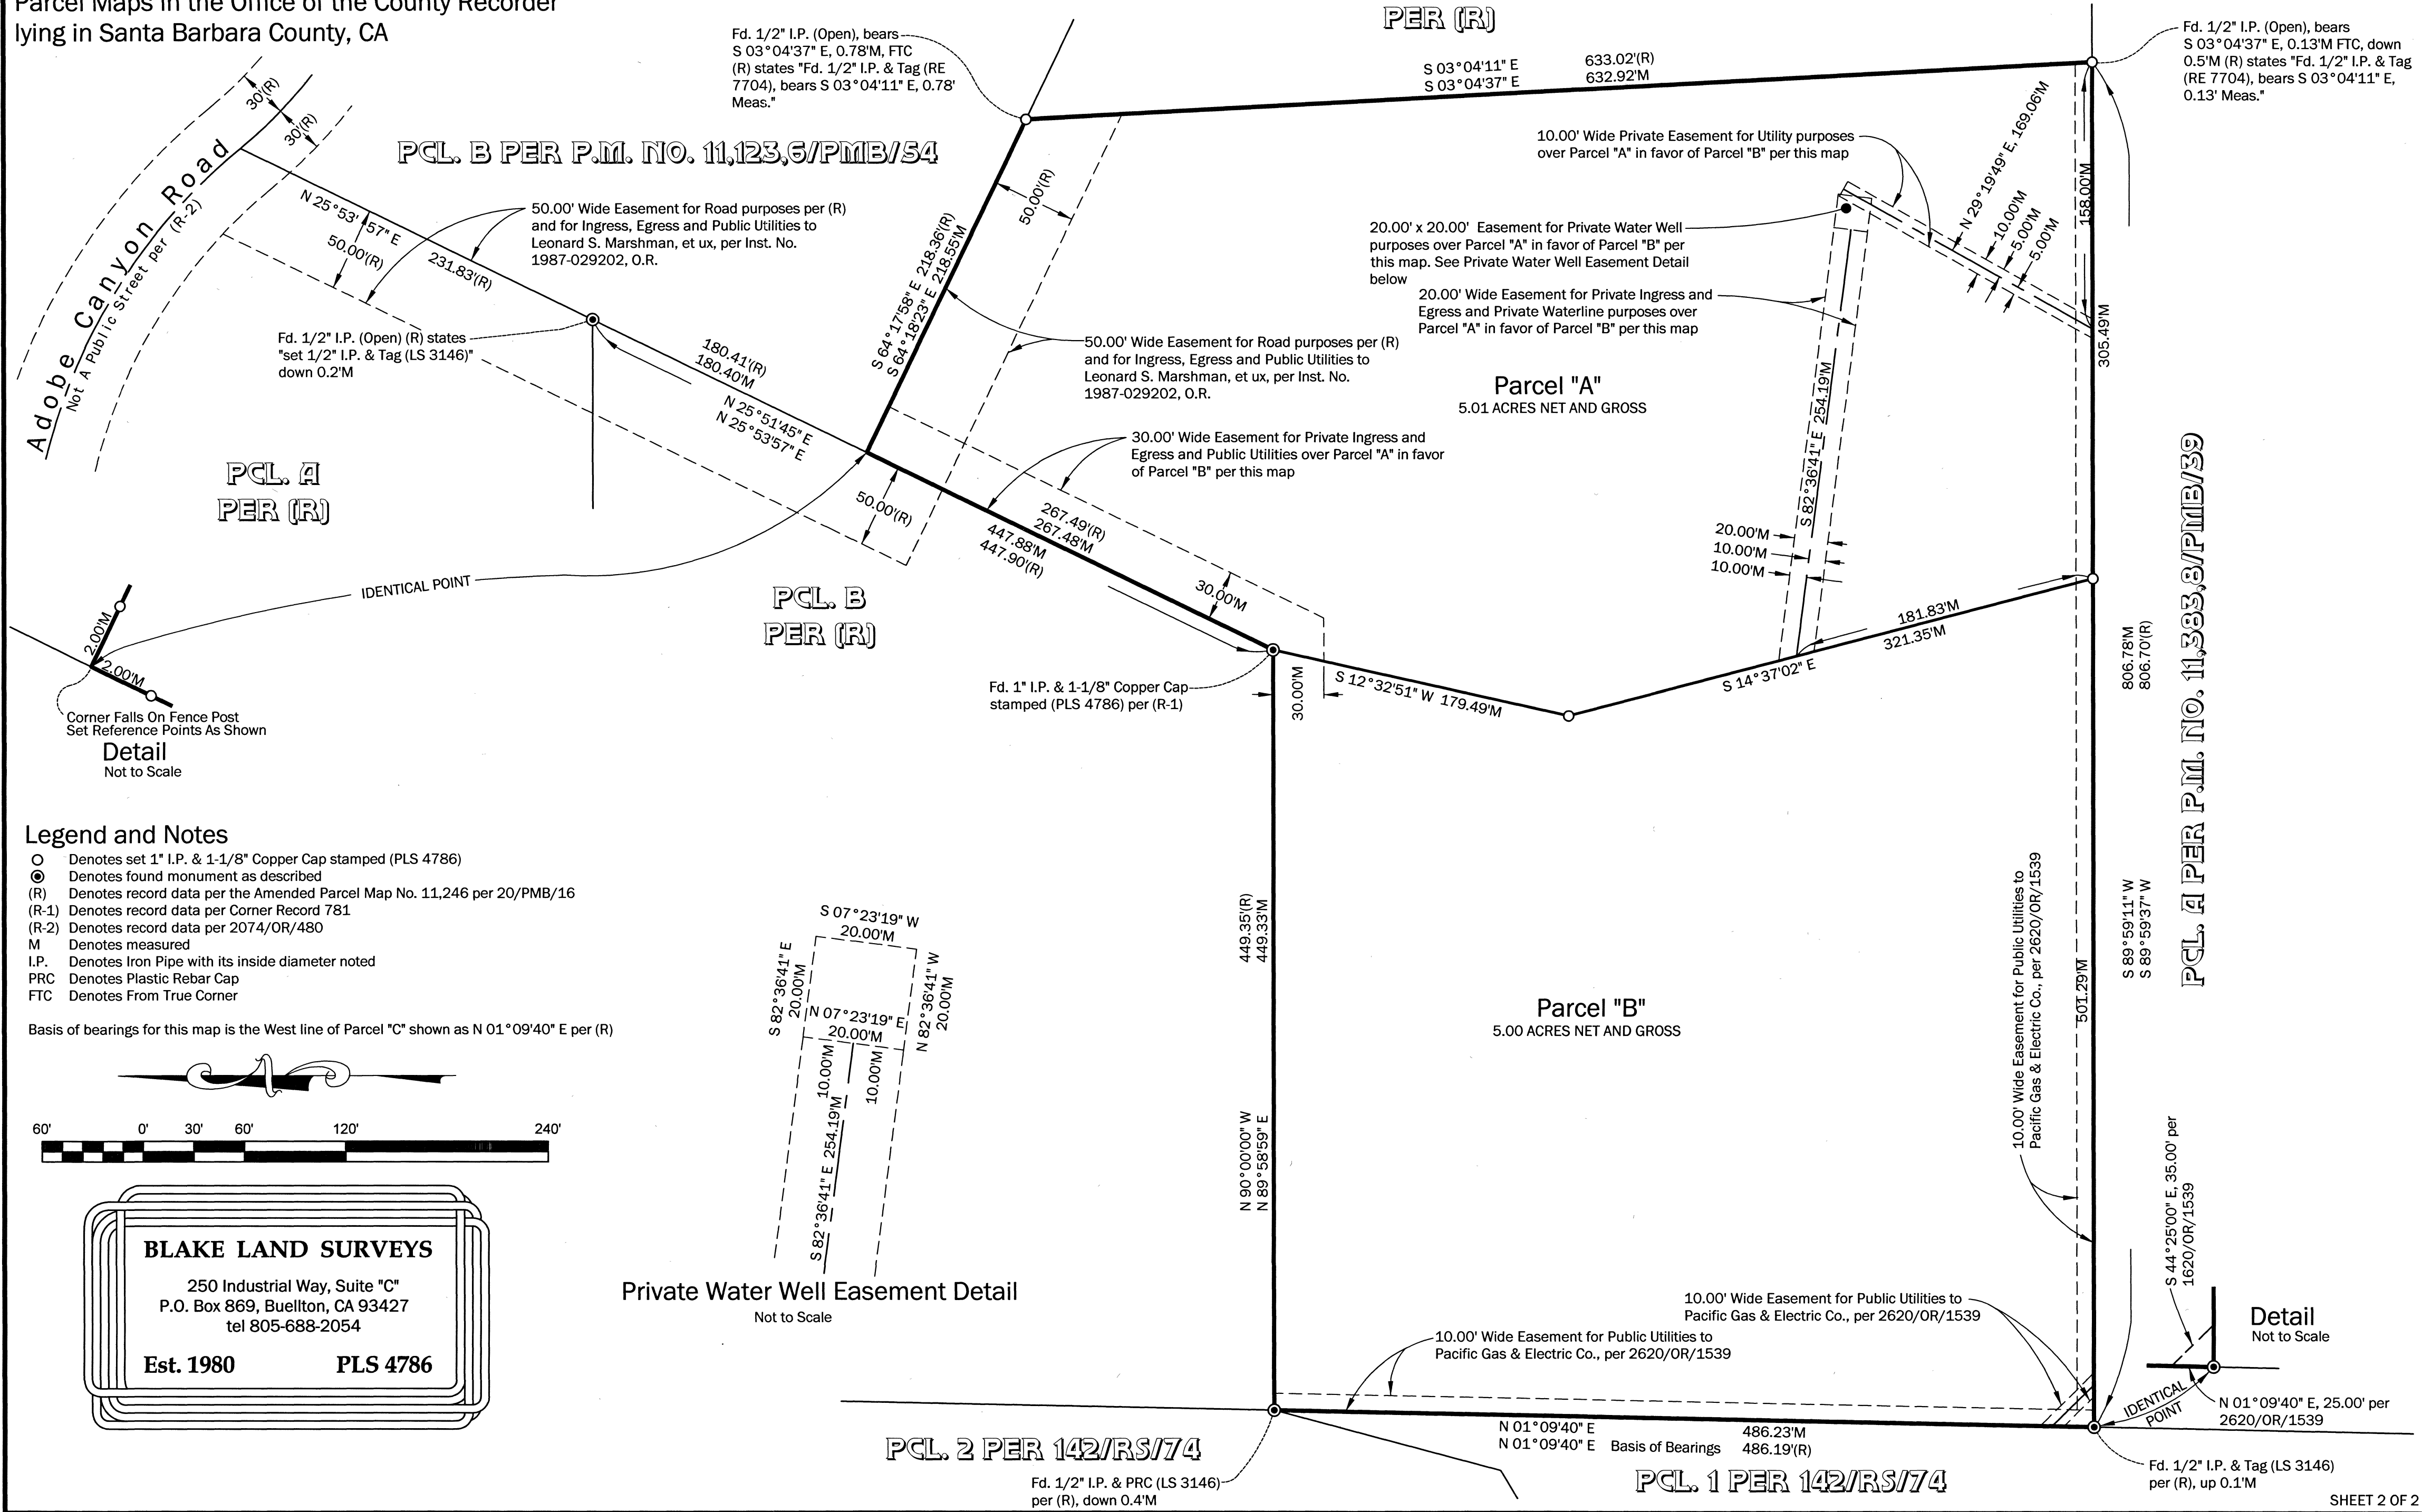 Parcel Maps in the Office of the County Recorder
lying in Santa Barbara County, CA
PER (R)
Fd. 1/2" I.P. (Open), bears
S 03°04'37" E, 0.78'M, FTC
(R) states "Fd. 1/2" I.P. & Tag (RE
7704), bears S 03°04'11" E, 0.78'
Meas."
S 03°04'11" E 633.02'(R)
S 03°04'37" E 632.92'M
Fd. 1/2" I.P. (Open), bears
S 03°04'37" E, 0.13'M FTC, down
0.5'M (R) states "Fd. 1/2" I.P. & Tag
(RE 7704), bears S 03°04'11" E,
0.13' Meas."
30'(R)
30'(R)
Adobe Canyon Road
Not A Public Street per (R-2)
PCL. B PER P.M. NO. 11,123,6/PMB/54
N 25°53'57" E
231.83'(R)
50.00'(R)
50.00' Wide Easement for Road purposes per (R)
and for Ingress, Egress and Public Utilities to
Leonard S. Marshman, et ux, per Inst. No.
1987-029202, O.R.
50.00'(R)
S 64°17'58" E 218.36'(R)
S 64°18'23" E 218.55'M
10.00' Wide Private Easement for Utility purposes
over Parcel "A" in favor of Parcel "B" per this map
N 29°19'49" E, 169.06'M
10.00'M
5.00'M
5.00'M
158.00'M
305.49'M
20.00' x 20.00' Easement for Private Water Well
purposes over Parcel "A" in favor of Parcel "B" per
this map. See Private Water Well Easement Detail
below
20.00' Wide Easement for Private Ingress and
Egress and Private Waterline purposes over
Parcel "A" in favor of Parcel "B" per this map
Fd. 1/2" I.P. (Open) (R) states
"set 1/2" I.P. & Tag (LS 3146)"
down 0.2'M
180.41'(R)
180.40'M
N 25°51'45" E
N 25°53'57" E
50.00' Wide Easement for Road purposes per (R)
and for Ingress, Egress and Public Utilities to
Leonard S. Marshman, et ux, per Inst. No.
1987-029202, O.R.
Parcel "A"
5.01 ACRES NET AND GROSS
S 82°36'41" E 254.19'M
PCL. A
PER (R)
30.00' Wide Easement for Private Ingress and
Egress and Public Utilities over Parcel "A" in favor
of Parcel "B" per this map
50.00'(R)
267.49'(R)
267.48'M
447.88'M
447.90'(R)
30.00'M
20.00'M
10.00'M
10.00'M
PCL. A PER P.M. NO. 11,383,8/PMB/39
IDENTICAL POINT
PCL. B
PER (R)
2.00'M
2.00'M
Corner Falls On Fence Post
Set Reference Points As Shown
Detail
Not to Scale
Fd. 1" I.P. & 1-1/8" Copper Cap
stamped (PLS 4786) per (R-1)
30.00'M
S 12°32'51" W 179.49'M
S 14°37'02" E
181.83'M
321.35'M
806.78'M
806.70'(R)
S 89°59'11" W
S 89°59'37" W
Legend and Notes
Denotes set 1" I.P. & 1-1/8" Copper Cap stamped (PLS 4786)
Denotes found monument as described
(R) Denotes record data per the Amended Parcel Map No. 11,246 per 20/PMB/16
(R-1) Denotes record data per Corner Record 781
(R-2) Denotes record data per 2074/OR/480
M Denotes measured
I.P. Denotes Iron Pipe with its inside diameter noted
PRC Denotes Plastic Rebar Cap
FTC Denotes From True Corner
Basis of bearings for this map is the West line of Parcel "C" shown as N 01°09'40" E per (R)
N
60' 0' 30' 60' 120' 240'
BLAKE LAND SURVEYS
250 Industrial Way, Suite "C"
P.O. Box 869, Buellton, CA 93427
tel 805-688-2054
Est. 1980 PLS 4786
S 07°23'19" W
20.00'M
S 82°36'41" E
20.00'M
N 82°36'41" W
20.00'M
N 07°23'19" E
20.00'M
10.00'M
10.00'M
S 82°36'41" E 254.19'M
Private Water Well Easement Detail
Not to Scale
449.35'(R)
449.33'M
N 90°00'00" W
N 89°58'59" E
Parcel "B"
5.00 ACRES NET AND GROSS
10.00' Wide Easement for Public Utilities to
Pacific Gas & Electric Co., per 2620/OR/1539
501.29'M
S 44°25'00" E, 35.00' per
1620/OR/1539
Detail
Not to Scale
IDENTICAL
POINT
N 01°09'40" E, 25.00' per
2620/OR/1539
10.00' Wide Easement for Public Utilities to
Pacific Gas & Electric Co., per 2620/OR/1539
10.00' Wide Easement for Public Utilities to
Pacific Gas & Electric Co., per 2620/OR/1539
N 01°09'40" E 486.23'M
N 01°09'40" E Basis of Bearings 486.19'(R)
PCL. 2 PER 142/RS/74
PCL. 1 PER 142/RS/74
Fd. 1/2" I.P. & PRC (LS 3146)
per (R), down 0.4'M
Fd. 1/2" I.P. & Tag (LS 3146)
per (R), up 0.1'M
SHEET 2 OF 2